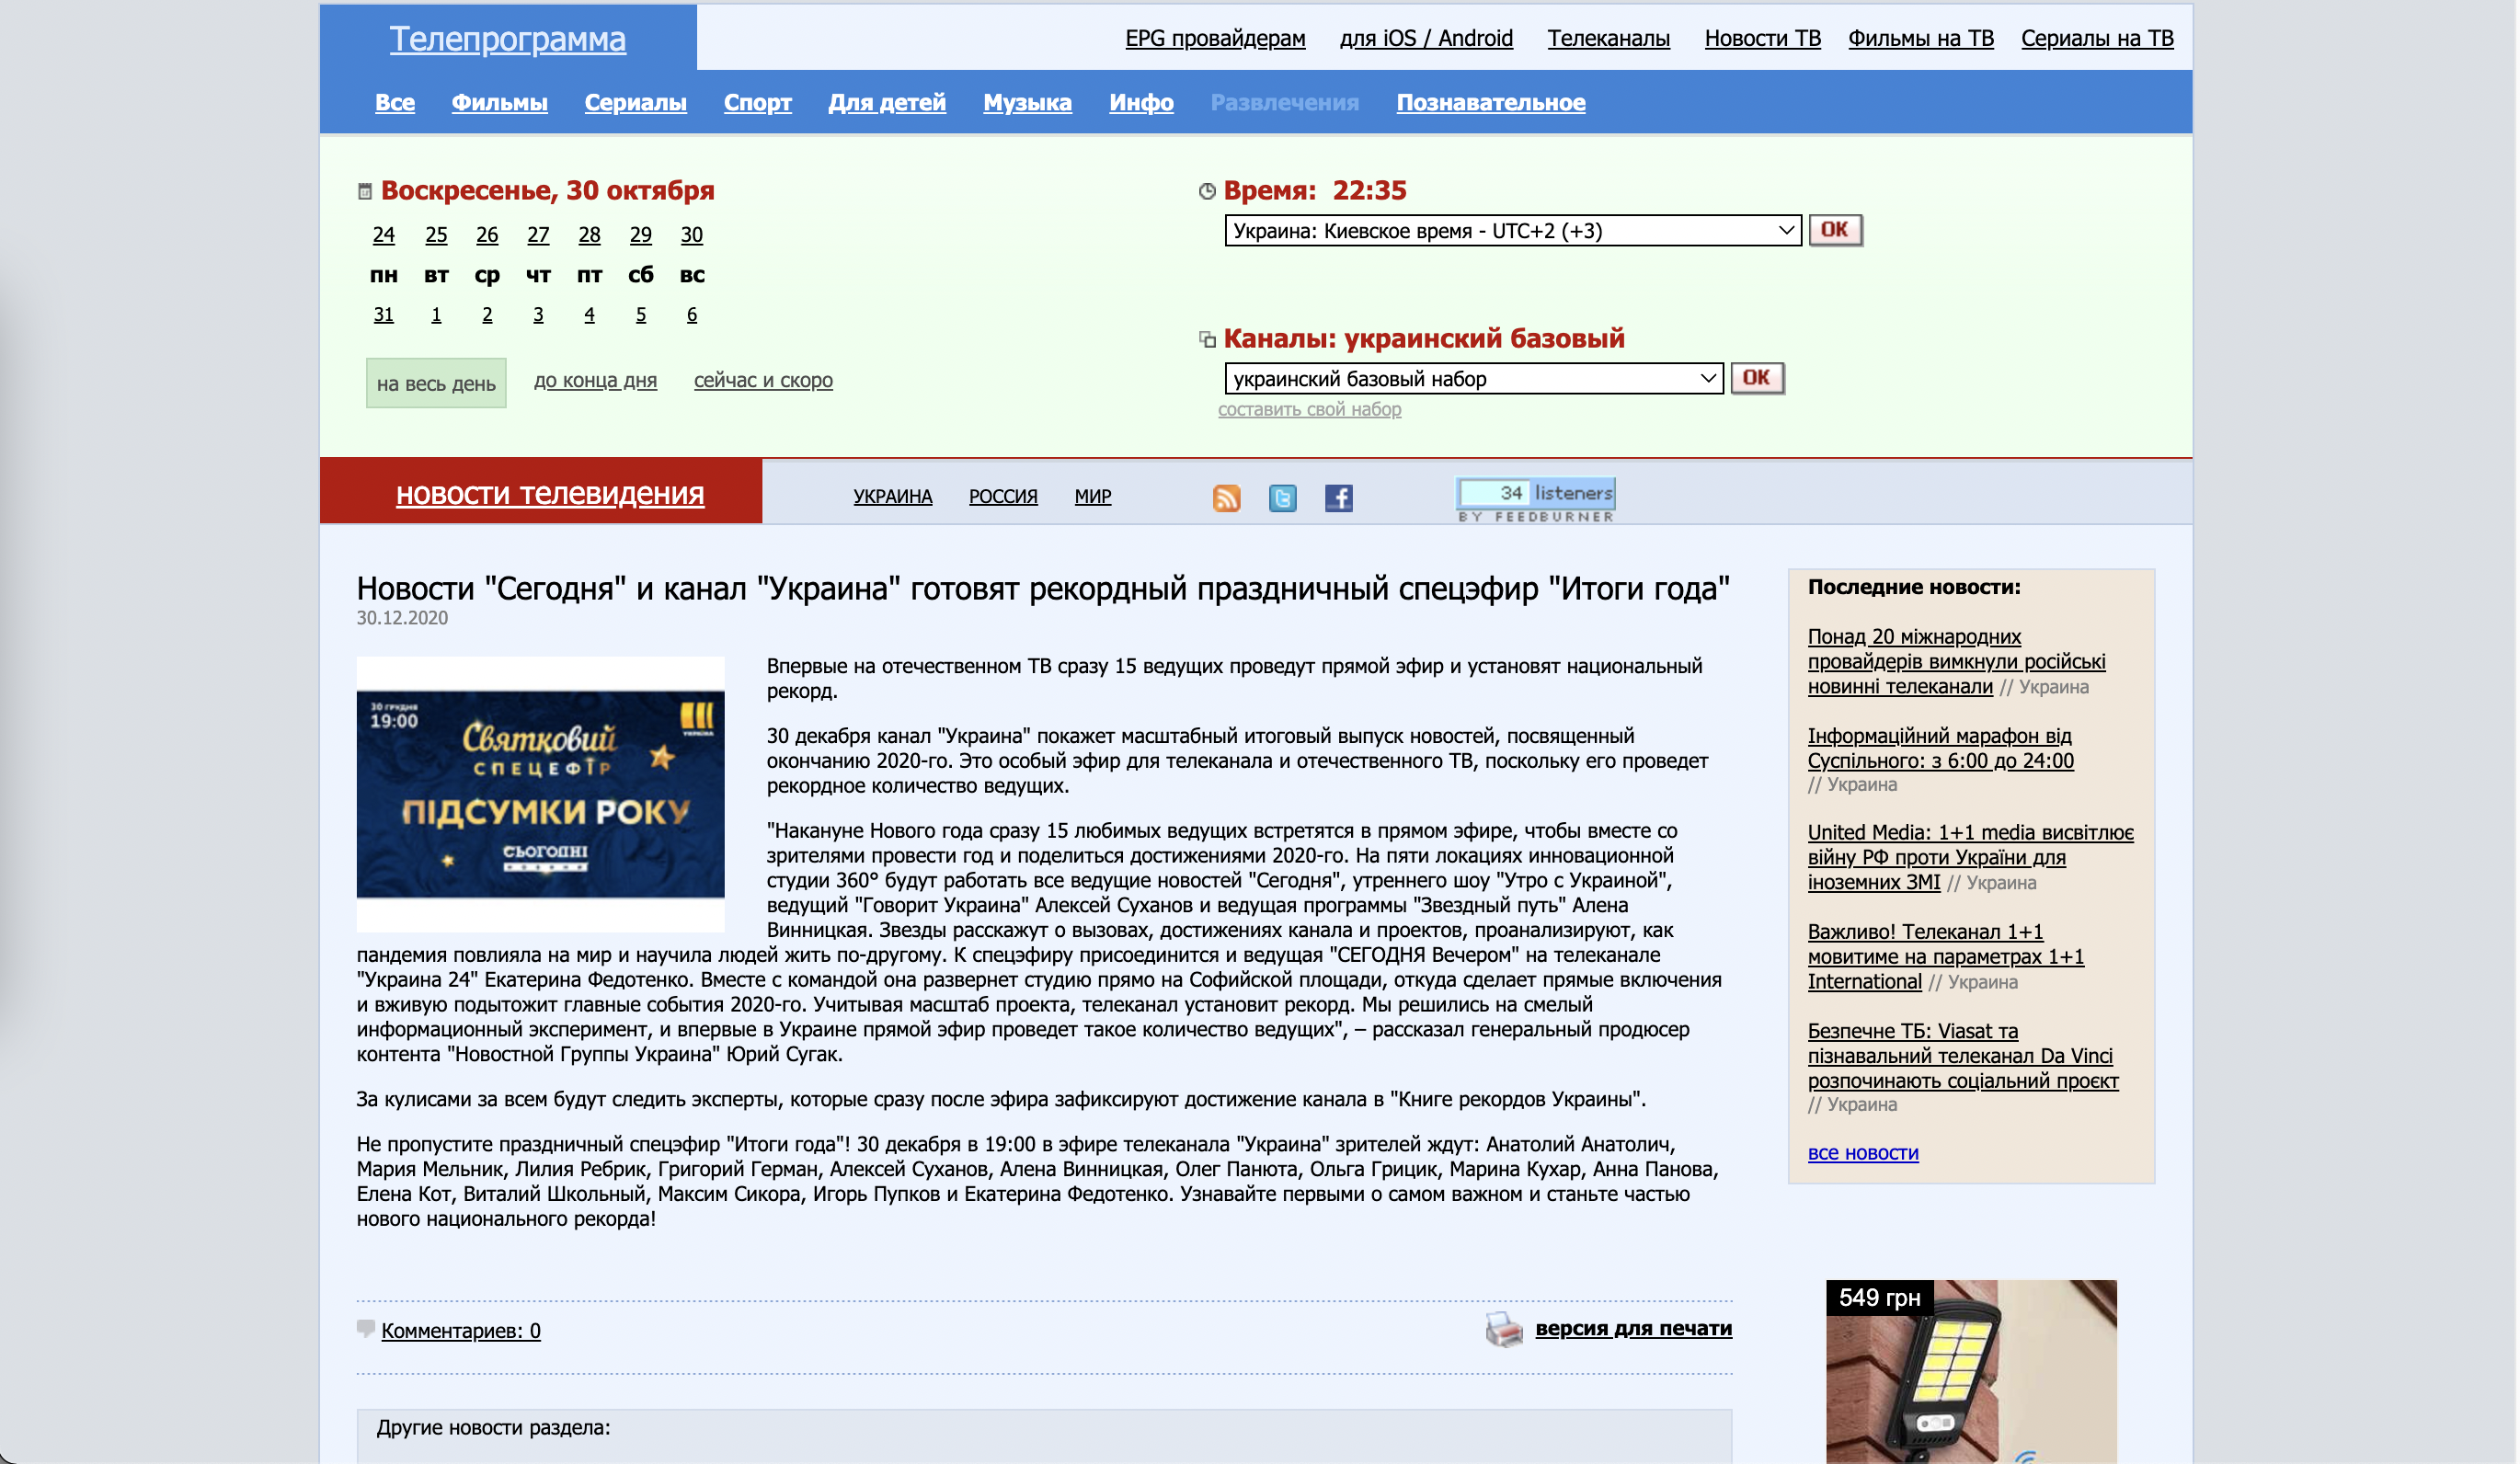 Телепрограмма
EPG провайдерам для iOS / Android Телеканалы Новости ТВ Фильмы на ТВ Сериалы на ТВ
Все Фильмы Сериалы Спорт Для детей Музыка Инфо Развлечения Познавательное
Воскресенье, 30 октября
24 25 26 27 28 29 30
пн вт ср чт пт сб вс
31 1 2 3 4 5 6
на весь день до конца дня сейчас и скоро
Время: 22:35
Украина: Киевское время - UTC+2 (+3) OK
Каналы: украинский базовый
украинский базовый набор OK
составить свой набор
новости телевидения УКРАИНА РОССИЯ МИР 34 listeners
BY FEEDBURNER
Новости "Сегодня" и канал "Украина" готовят рекордный праздничный спецэфир "Итоги года"
30.12.2020
30 грудня
19:00
УКРАЇНА
Святковий
СПЕЦЕФІР
ПІДСУМКИ РОКУ
СЬОГОДНІ
Впервые на отечественном ТВ сразу 15 ведущих проведут прямой эфир и установят национальный
рекорд.
30 декабря канал "Украина" покажет масштабный итоговый выпуск новостей, посвященный
окончанию 2020-го. Это особый эфир для телеканала и отечественного ТВ, поскольку его проведет
рекордное количество ведущих.
"Накануне Нового года сразу 15 любимых ведущих встретятся в прямом эфире, чтобы вместе со
зрителями провести год и поделиться достижениями 2020-го. На пяти локациях инновационной
студии 360° будут работать все ведущие новостей "Сегодня", утреннего шоу "Утро с Украиной",
ведущий "Говорит Украина" Алексей Суханов и ведущая программы "Звездный путь" Алена
Винницкая. Звезды расскажут о вызовах, достижениях канала и проектов, проанализируют, как
пандемия повлияла на мир и научила людей жить по-другому. К спецэфиру присоединится и ведущая "СЕГОДНЯ Вечером" на телеканале
"Украина 24" Екатерина Федотенко. Вместе с командой она развернет студию прямо на Софийской площади, откуда сделает прямые включения
и вживую подытожит главные события 2020-го. Учитывая масштаб проекта, телеканал установит рекорд. Мы решились на смелый
информационный эксперимент, и впервые в Украине прямой эфир проведет такое количество ведущих", – рассказал генеральный продюсер
контента "Новостной Группы Украина" Юрий Сугак.
За кулисами за всем будут следить эксперты, которые сразу после эфира зафиксируют достижение канала в "Книге рекордов Украины".
Не пропустите праздничный спецэфир "Итоги года"! 30 декабря в 19:00 в эфире телеканала "Украина" зрителей ждут: Анатолий Анатолич,
Мария Мельник, Лилия Ребрик, Григорий Герман, Алексей Суханов, Алена Винницкая, Олег Панюта, Ольга Грицик, Марина Кухар, Анна Панова,
Елена Кот, Виталий Школьный, Максим Сикора, Игорь Пупков и Екатерина Федотенко. Узнавайте первыми о самом важном и станьте частью
нового национального рекорда!
Комментариев: 0 версия для печати
Другие новости раздела:
Последние новости:
Понад 20 міжнародних
провайдерів вимкнули російські
новинні телеканали // Украина
Інформаційний марафон від
Суспільного: з 6:00 до 24:00
// Украина
United Media: 1+1 media висвітлює
війну РФ проти України для
іноземних ЗМІ // Украина
Важливо! Телеканал 1+1
мовитиме на параметрах 1+1
International // Украина
Безпечне ТБ: Viasat та
пізнавальний телеканал Da Vinci
розпочинають соціальний проєкт
// Украина
все новости
549 грн